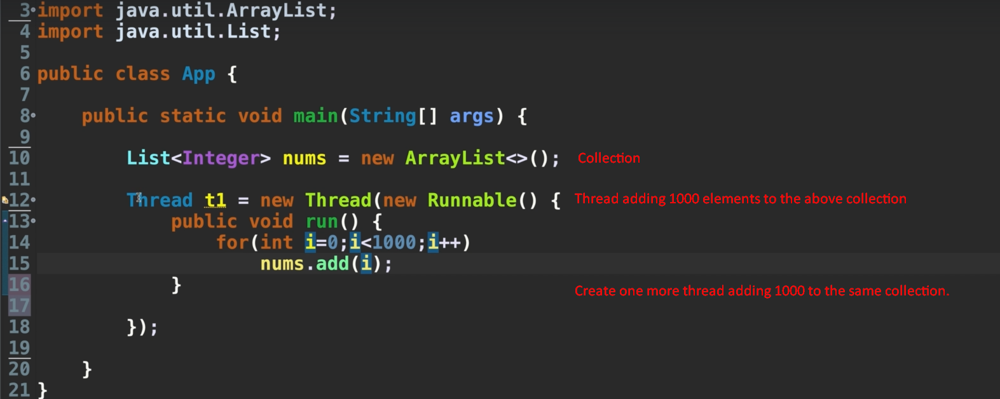 3 import java.util.ArrayList;
4 import java.util.List;
5
6 public class App {
7
8 public static void main(String[] args) {
9
10 List<Integer> nums = new ArrayList<>(); Collection
11
12 Thread t1 = new Thread(new Runnable() { Thread adding 1000 elements to the above collection
13 public void run() {
14 for(int i=0;i<1000;i++)
15 nums.add(i);
16 }
Create one more thread adding 1000 to the same collection.
17
18 });
19
20 }
21 }